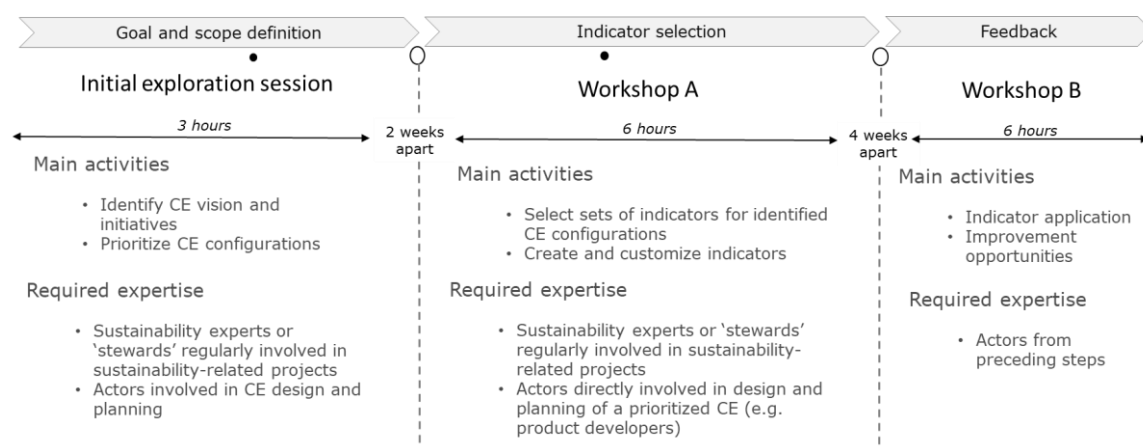 Goal and scope definition
Indicator selection
Feedback
Initial exploration session
Workshop A
Workshop B
3 hours
2 weeks
apart
6 hours
4 weeks
apart
6 hours
Main activities
• Identify CE vision and
initiatives
• Prioritize CE configurations
Required expertise
• Sustainability experts or
‘stewards’ regularly involved in
sustainability-related projects
• Actors involved in CE design and
planning
Main activities
• Select sets of indicators for identified
CE configurations
• Create and customize indicators
Required expertise
• Sustainability experts or ‘stewards’
regularly involved in sustainability-
related projects
• Actors directly involved in design and
planning of a prioritized CE (e.g.
product developers)
Main activities
• Indicator application
• Improvement
opportunities
Required expertise
• Actors from
preceding steps